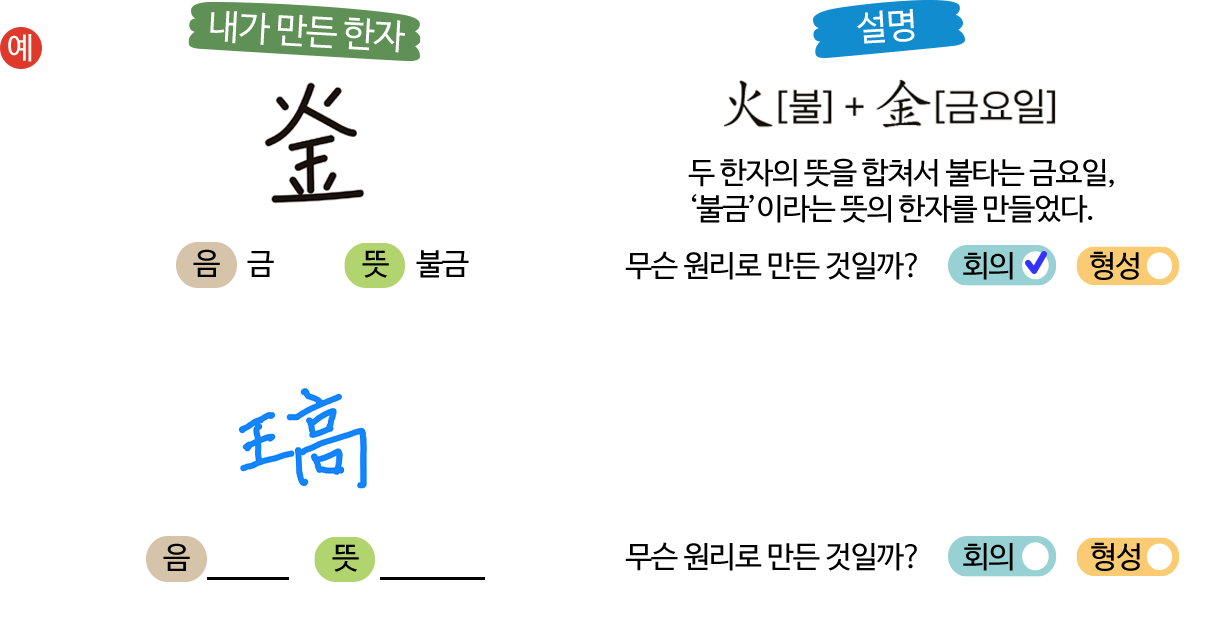 예
내가 만든 한자
설명
釜
火[불] + 金[금요일]
두 한자의 뜻을 합쳐서 불타는 금요일,
‘불금’이라는 뜻의 한자를 만들었다.
음 금 뜻 불금
무슨 원리로 만든 것일까? 회의 형성
王高
음 뜻
무슨 원리로 만든 것일까? 회의 형성